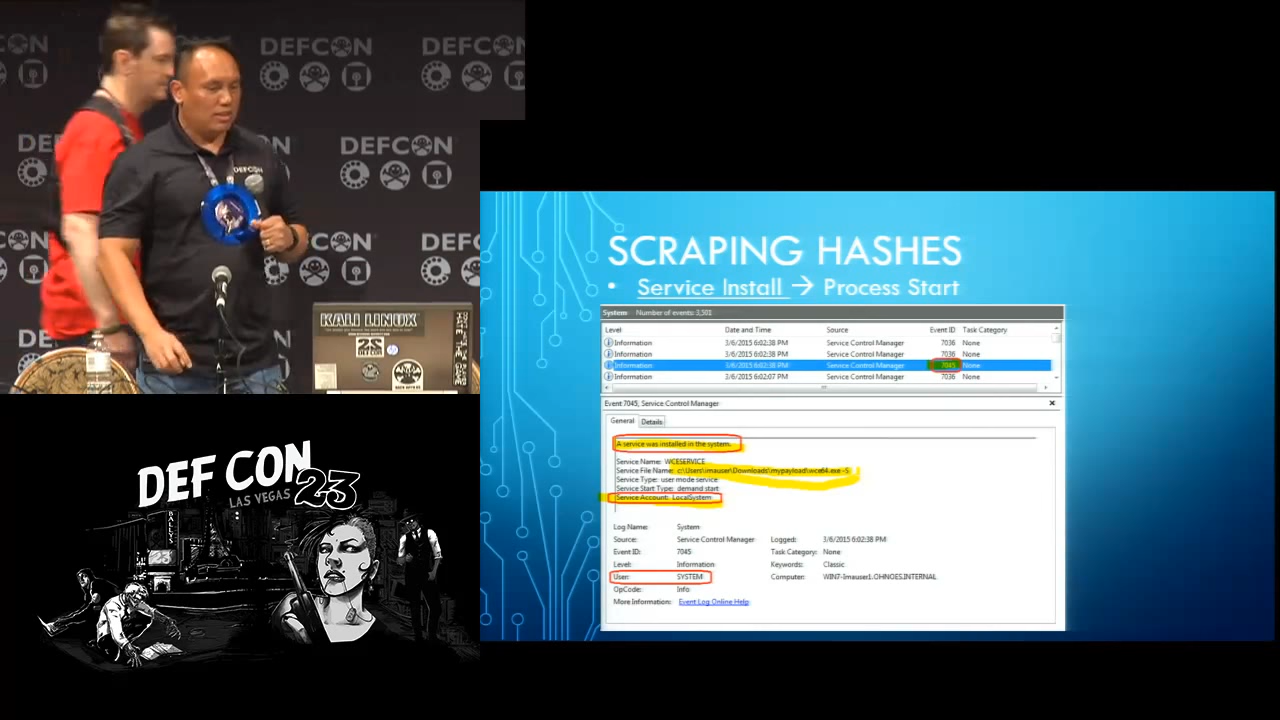 DEFCON
DEFCON
DEFCON
DEFCON
DEFCON
DEFCON
DEFCON
KALI LINUX
DEF CON
23
LAS VEGAS
BALLYS
SCRAPING HASHES
• Service Install → Process Start
System Number of events: 3,501
Level Date and Time Source Event ID Task Category
Information 3/6/2015 6:02:38 PM Service Control Manager 7036 None
Information 3/6/2015 6:02:38 PM Service Control Manager 7036 None
Information 3/6/2015 6:02:38 PM Service Control Manager 7045 None
Information 3/6/2015 6:02:07 PM Service Control Manager 7036 None
Event 7045, Service Control Manager
General Details
A service was installed in the system.
Service Name: WCESERVICE
Service File Name: c:\Users\imauser\Downloads\mypayload\wce64.exe -S
Service Type: user mode service
Service Start Type: demand start
Service Account: LocalSystem
Log Name: System
Source: Service Control Manager Logged: 3/6/2015 6:02:38 PM
Event ID: 7045 Task Category: None
Level: Information Keywords: Classic
User: SYSTEM Computer: WIN7-Imauser1.OHNOES.INTERNAL
OpCode: Info
More Information: Event Log Online Help